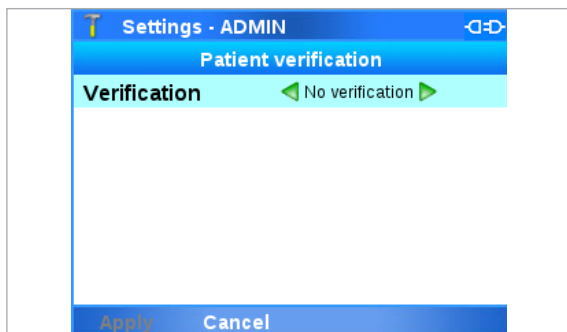 Settings - ADMIN
Patient verification
Verification No verification
Apply Cancel